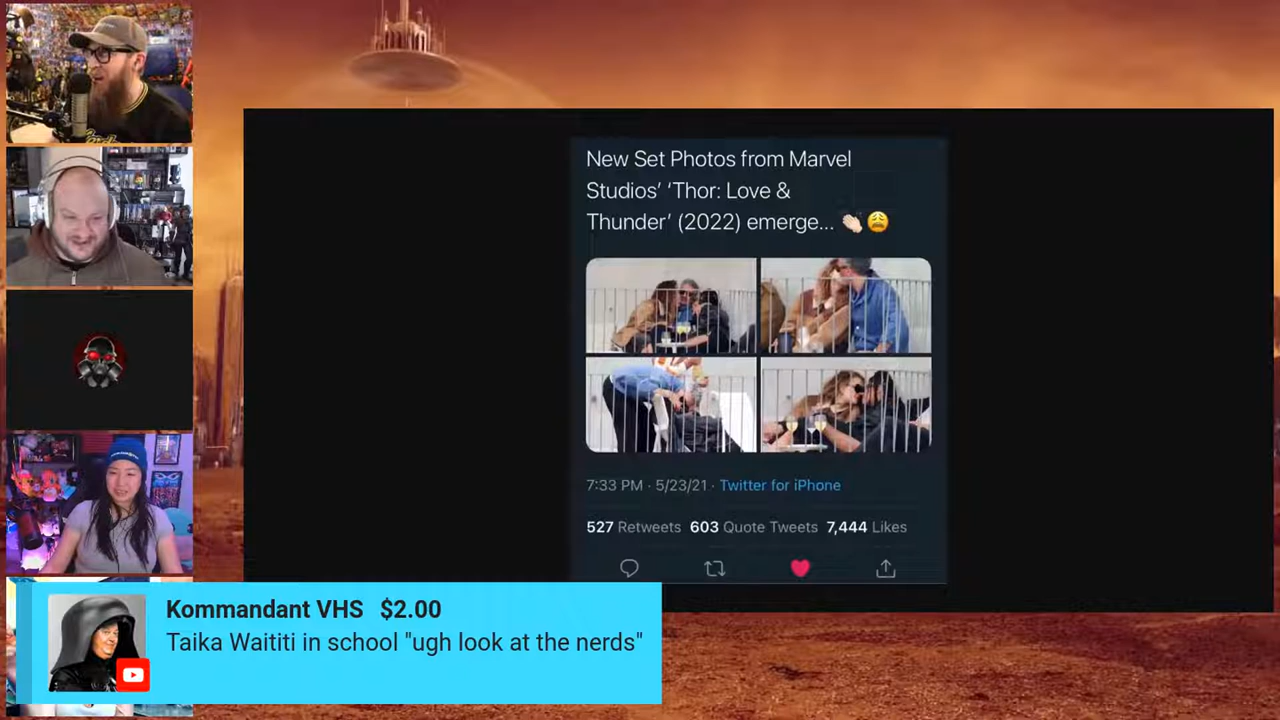 New Set Photos from Marvel
Studios’ ‘Thor: Love &
Thunder’ (2022) emerge...
7:33 PM · 5/23/21 · Twitter for iPhone
527 Retweets 603 Quote Tweets 7,444 Likes
Kommandant VHS $2.00
Taika Waititi in school "ugh look at the nerds"